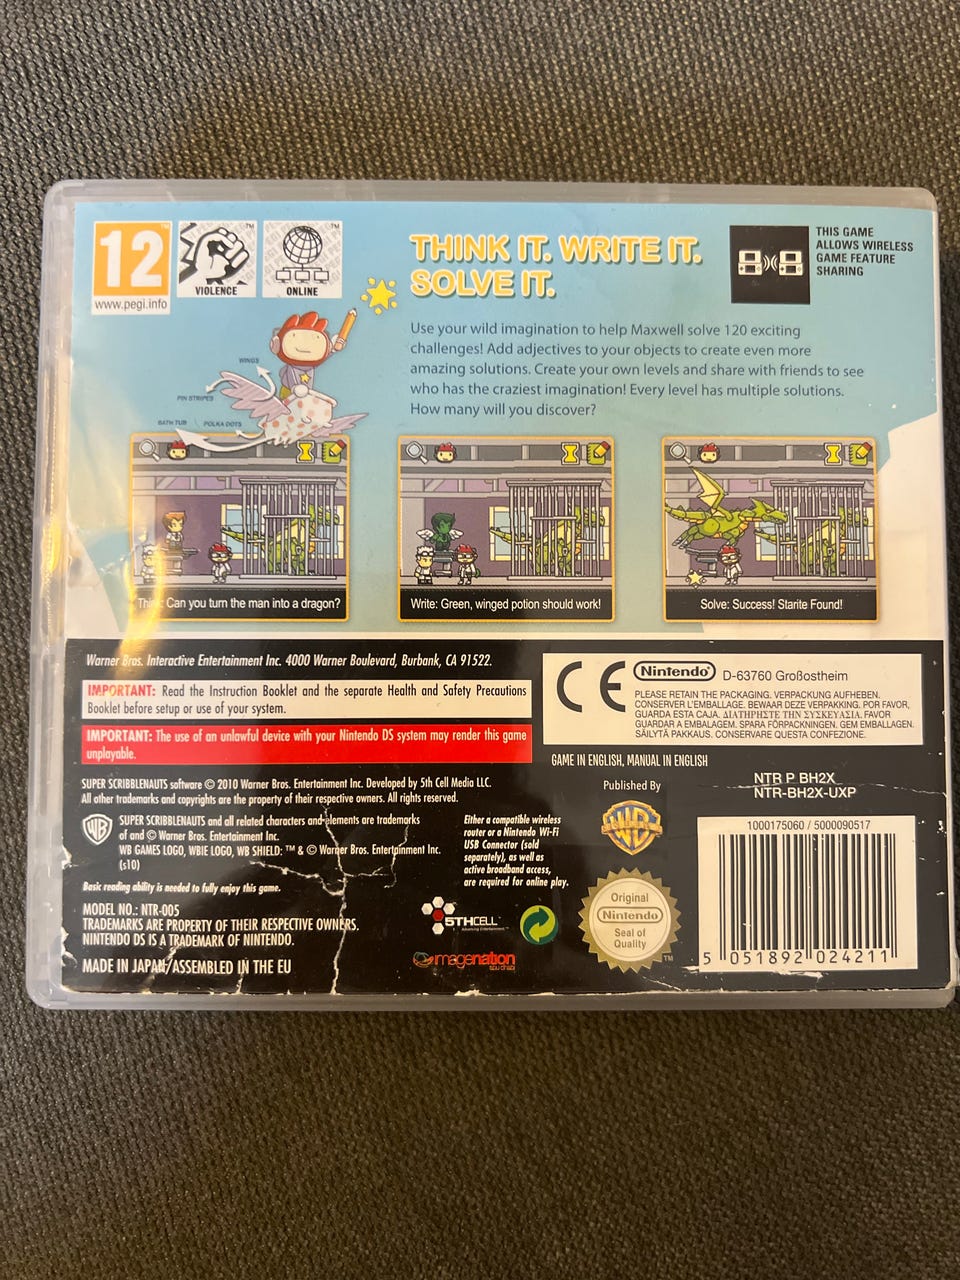 12™
www.pegi.info
VIOLENCE
™
ONLINE
™
THINK IT. WRITE IT.
SOLVE IT.
THIS GAME
ALLOWS WIRELESS
GAME FEATURE
SHARING
Use your wild imagination to help Maxwell solve 120 exciting
challenges! Add adjectives to your objects to create even more
amazing solutions. Create your own levels and share with friends to see
who has the craziest imagination! Every level has multiple solutions.
How many will you discover?
WINGS
PIN STRIPES
BATH TUB
POLKA DOTS
Think: Can you turn the man into a dragon?
Write: Green, winged potion should work!
Solve: Success! Starite Found!
Warner Bros. Interactive Entertainment Inc. 4000 Warner Boulevard, Burbank, CA 91522.
IMPORTANT: Read the Instruction Booklet and the separate Health and Safety Precautions
Booklet before setup or use of your system.
IMPORTANT: The use of an unlawful device with your Nintendo DS system may render this game
unplayable.
CE
Nintendo® D-63760 Großostheim
PLEASE RETAIN THE PACKAGING. VERPACKUNG AUFHEBEN.
CONSERVER L'EMBALLAGE. BEWAAR DEZE VERPAKKING. POR FAVOR,
GUARDA ESTA CAJA. ΔΙΑΤΗΡΗΣΤΕ ΤΗΝ ΣΥΣΚΕΥΑΣΙΑ. FAVOR
GUARDAR A EMBALAGEM. SPARA FÖRPACKNINGEN. GEM EMBALLAGEN.
SÄILYTÄ PAKKAUS. CONSERVARE QUESTA CONFEZIONE.
GAME IN ENGLISH, MANUAL IN ENGLISH
SUPER SCRIBBLENAUTS software © 2010 Warner Bros. Entertainment Inc. Developed by 5th Cell Media LLC.
All other trademarks and copyrights are the property of their respective owners. All rights reserved.
WB
SUPER SCRIBBLENAUTS and all related characters and elements are trademarks
of and © Warner Bros. Entertainment Inc.
WB GAMES LOGO, WBIE LOGO, WB SHIELD: ™ & © Warner Bros. Entertainment Inc.
(s10)
Basic reading ability is needed to fully enjoy this game.
MODEL NO.: NTR-005
TRADEMARKS ARE PROPERTY OF THEIR RESPECTIVE OWNERS.
NINTENDO DS IS A TRADEMARK OF NINTENDO.
MADE IN JAPAN/ASSEMBLED IN THE EU
Either a compatible wireless
router or a Nintendo Wi-Fi
USB Connector (sold
separately), as well as
active broadband access,
are required for online play.
5THCELL™
Advancing Entertainment™
imagenation
abu dhabi
Published By
WB
Original
Nintendo®
Seal of
Quality
™
NTR P BH2X
NTR-BH2X-UXP
1000175060 / 5000090517
5 051892 024211